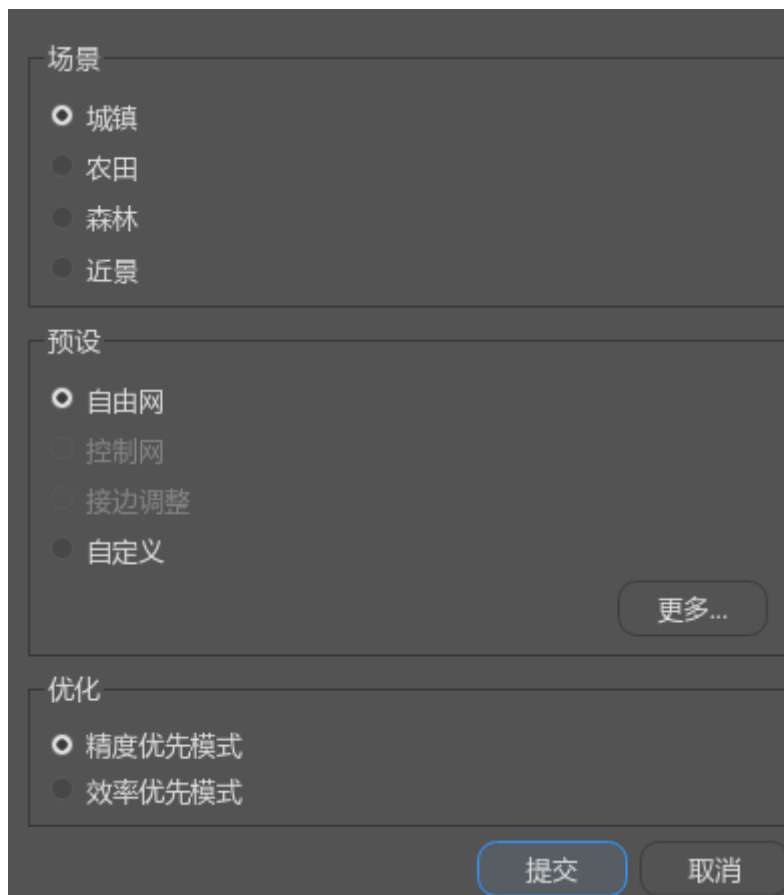 场景
城镇
农田
森林
近景
预设
自由网
控制网
接边调整
自定义
更多...
优化
精度优先模式
效率优先模式
提交
取消